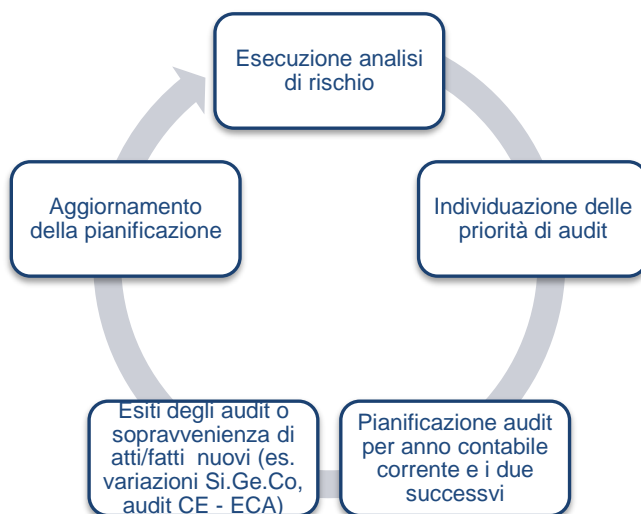 Esecuzione analisi
di rischio
Individuazione delle
priorità di audit
Pianificazione audit
per anno contabile
corrente e i due
successvi
Esiti degli audit o
sopravvenienza di
atti/fatti nuovi (es.
variazioni Si.Ge.Co,
audit CE - ECA)
Aggiornamento
della pianificazione